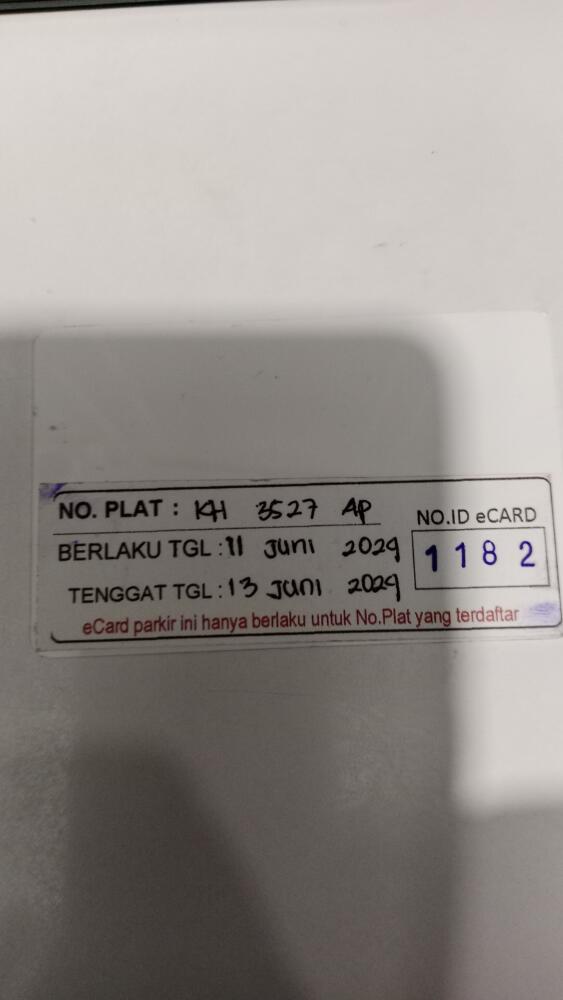 NO. PLAT : KH 3527 AP
NO.ID eCARD
BERLAKU TGL : 11 Juni 2029
1182
TENGGAT TGL : 13 Juni 2029
eCard parkir ini hanya berlaku untuk No.Plat yang terdaftar